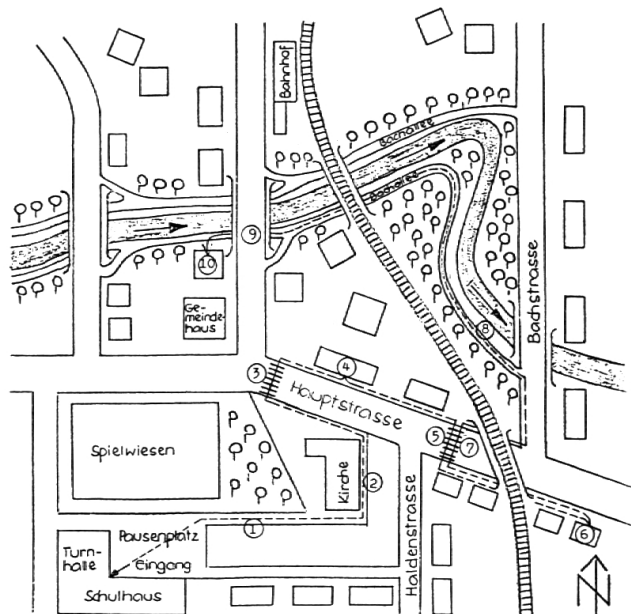 Bahnhof
Bachallee
Bachallee
Bachstrasse
9
10
Ge-
meinde-
haus
8
3
4
Hauptstrasse
5
7
Spielwiesen
Kirche
2
Haldenstrasse
1
Pausenplatz
6
Turn-
halle
Eingang
Schulhaus
N